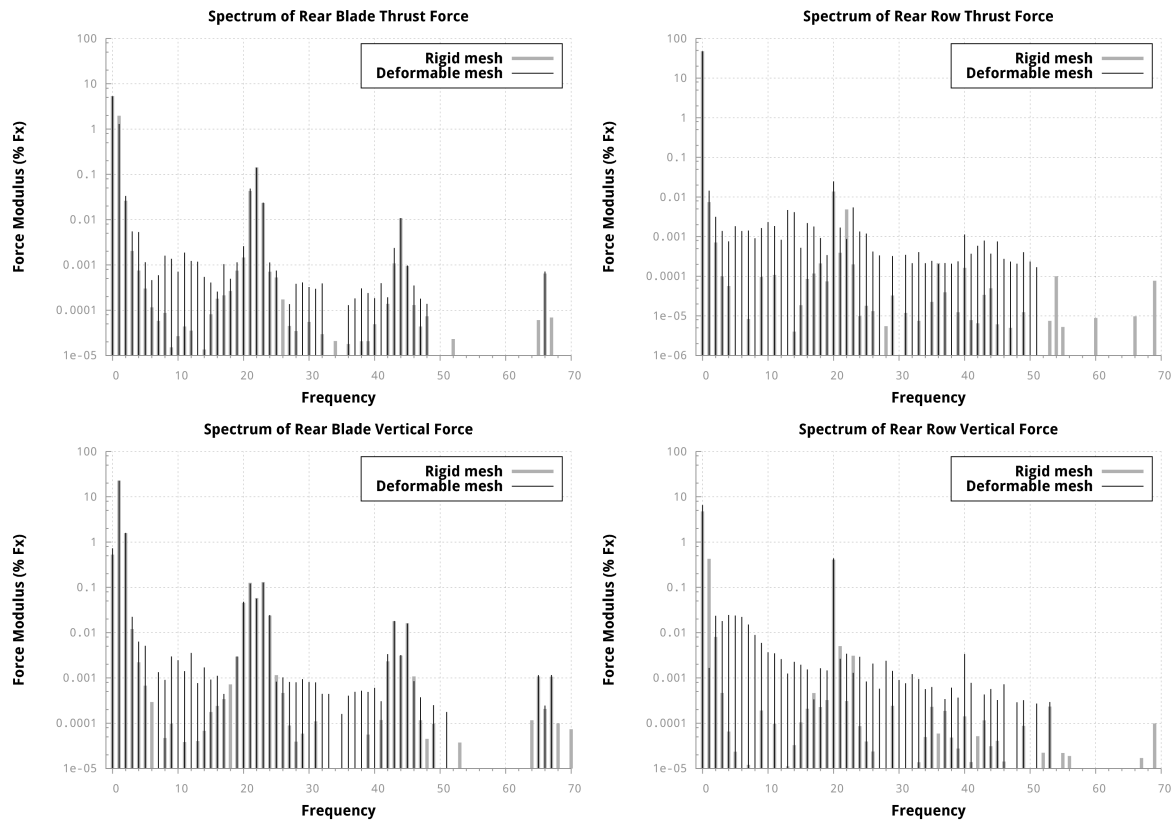 Spectrum of Rear Blade Thrust Force
Force Modulus (% Fx)
100
10
1
0.1
0.01
0.001
0.0001
1e-05
Rigid mesh
Deformable mesh
0 10 20 30 40 50 60 70
Frequency
Spectrum of Rear Row Thrust Force
Force Modulus (% Fx)
100
10
1
0.1
0.01
0.001
0.0001
1e-05
1e-06
Rigid mesh
Deformable mesh
0 10 20 30 40 50 60 70
Frequency
Spectrum of Rear Blade Vertical Force
Force Modulus (% Fx)
100
10
1
0.1
0.01
0.001
0.0001
1e-05
Rigid mesh
Deformable mesh
0 10 20 30 40 50 60 70
Frequency
Spectrum of Rear Row Vertical Force
Force Modulus (% Fx)
100
10
1
0.1
0.01
0.001
0.0001
1e-05
Rigid mesh
Deformable mesh
0 10 20 30 40 50 60 70
Frequency